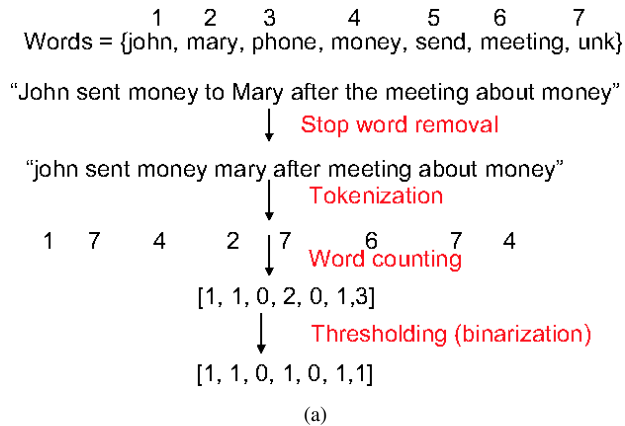 1 2 3 4 5 6 7
Words = {john, mary, phone, money, send, meeting, unk}
“John sent money to Mary after the meeting about money”
Stop word removal
“john sent money mary after meeting about money”
Tokenization
1 7 4 2 7 6 7 4
Word counting
[1, 1, 0, 2, 0, 1,3]
Thresholding (binarization)
[1, 1, 0, 1, 0, 1,1]
(a)